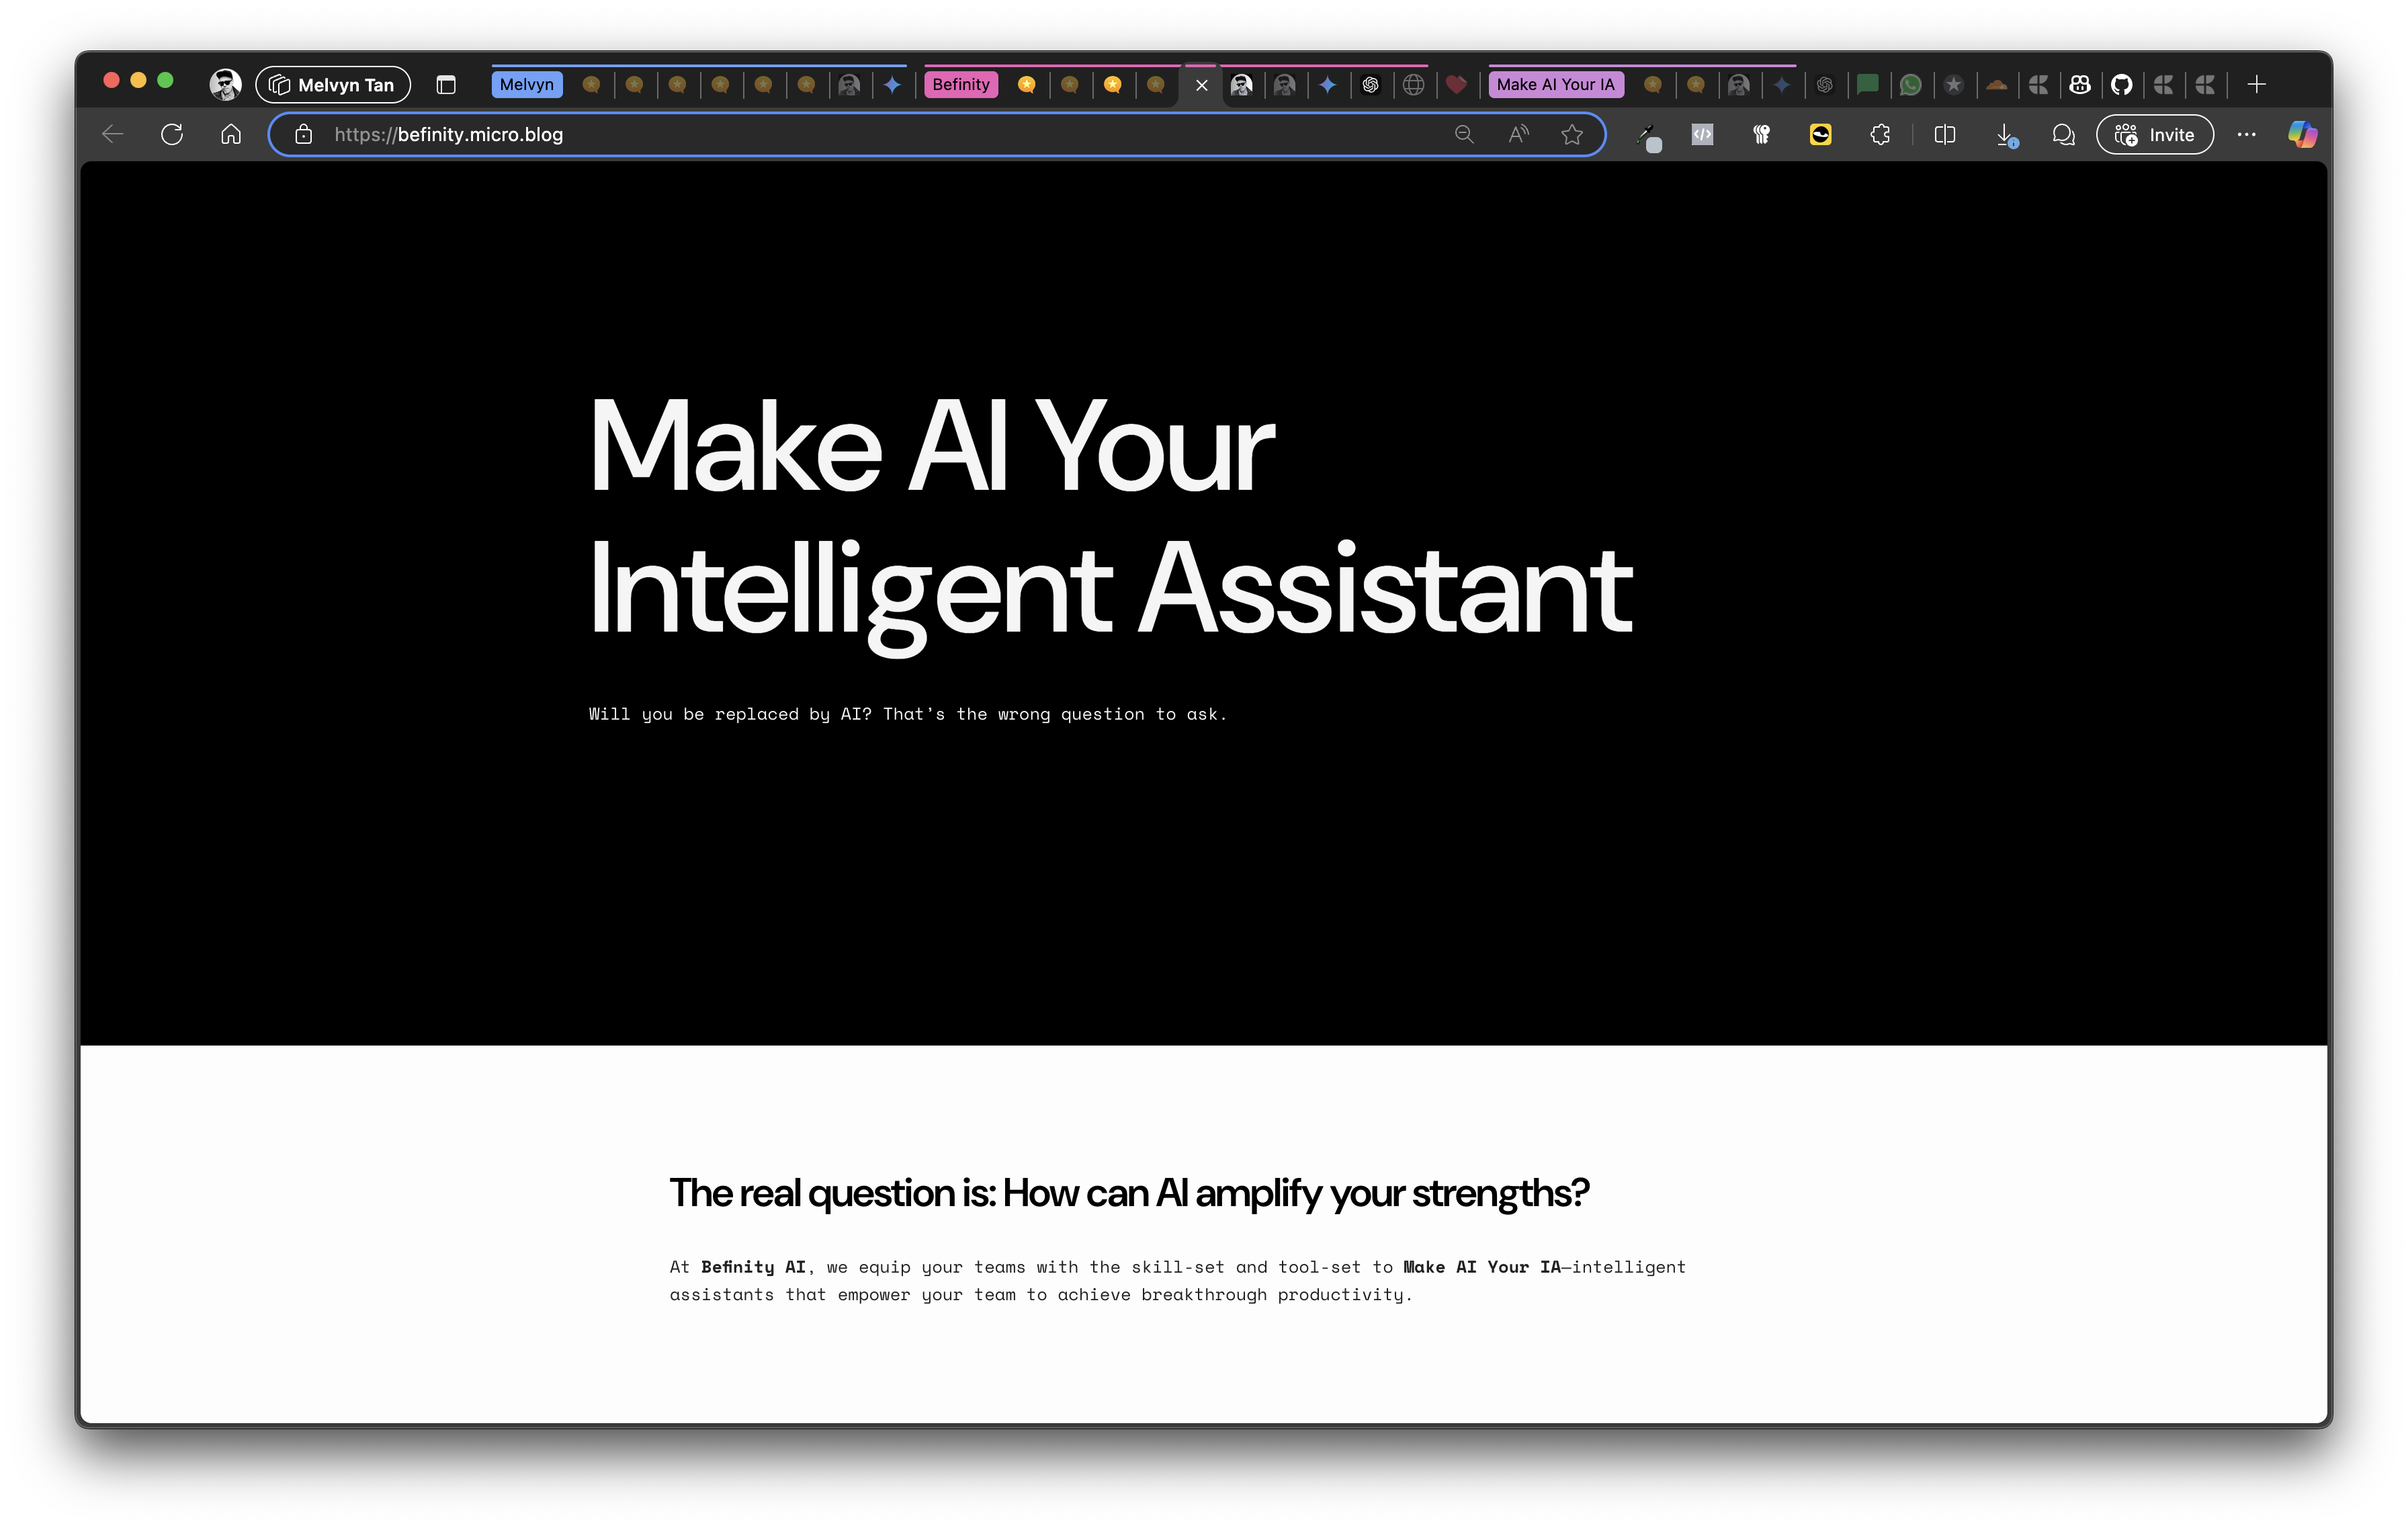 Melvyn Tan
Melvyn
Befinity
Make AI Your IA
https://befinity.micro.blog
Invite
Make AI Your
Intelligent Assistant
Will you be replaced by AI? That’s the wrong question to ask.
The real question is: How can AI amplify your strengths?
At Befinity AI, we equip your teams with the skill-set and tool-set to Make AI Your IA—intelligent
assistants that empower your team to achieve breakthrough productivity.